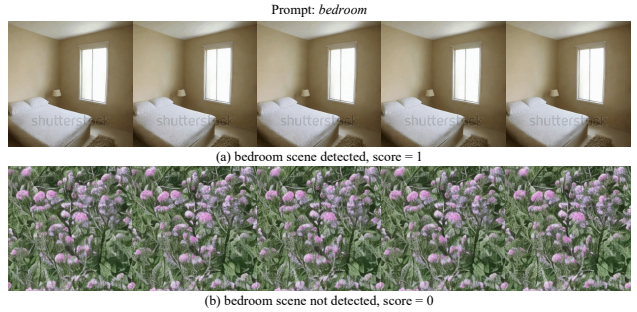 Prompt: bedroom
shutterstock shutterstock shutterstock shutterstock shutterstock
(a) bedroom scene detected, score = 1
(b) bedroom scene not detected, score = 0